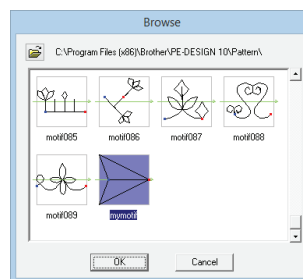 Browse
C:\Program Files (x86)\Brother\PE-DESIGN 10\Pattern\
motif085 motif086 motif087 motif088
motif089 mymotif
OK Cancel